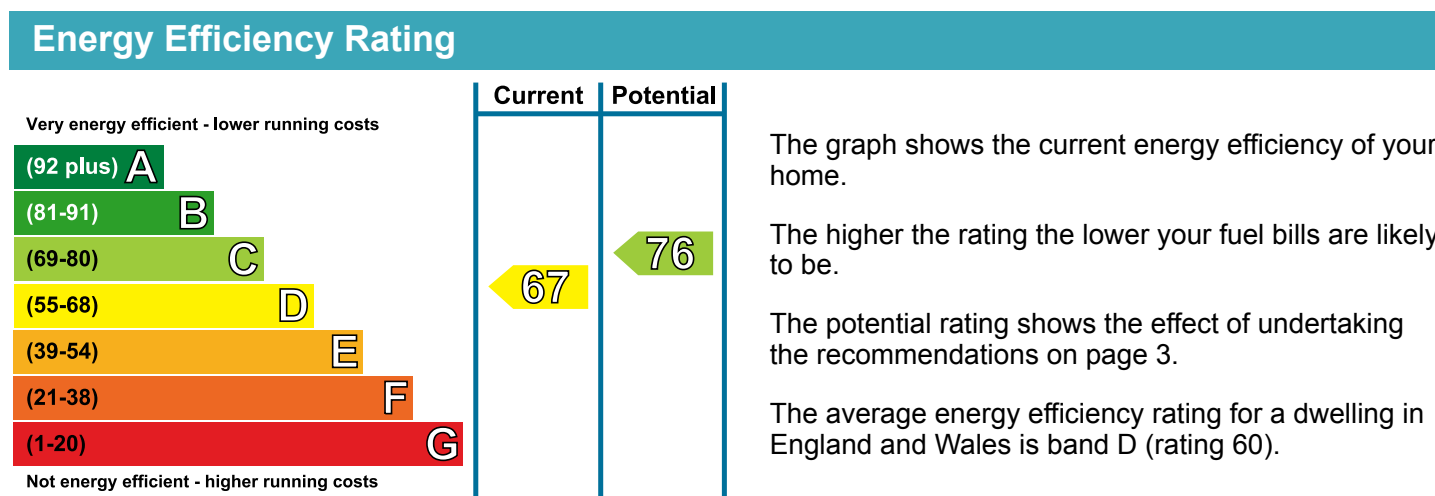 Energy Efficiency Rating
Current Potential
Very energy efficient - lower running costs
(92 plus) A
(81-91) B
(69-80) C
76
(55-68) D
67
(39-54) E
(21-38) F
(1-20) G
Not energy efficient - higher running costs
The graph shows the current energy efficiency of your
home.
The higher the rating the lower your fuel bills are likely
to be.
The potential rating shows the effect of undertaking
the recommendations on page 3.
The average energy efficiency rating for a dwelling in
England and Wales is band D (rating 60).